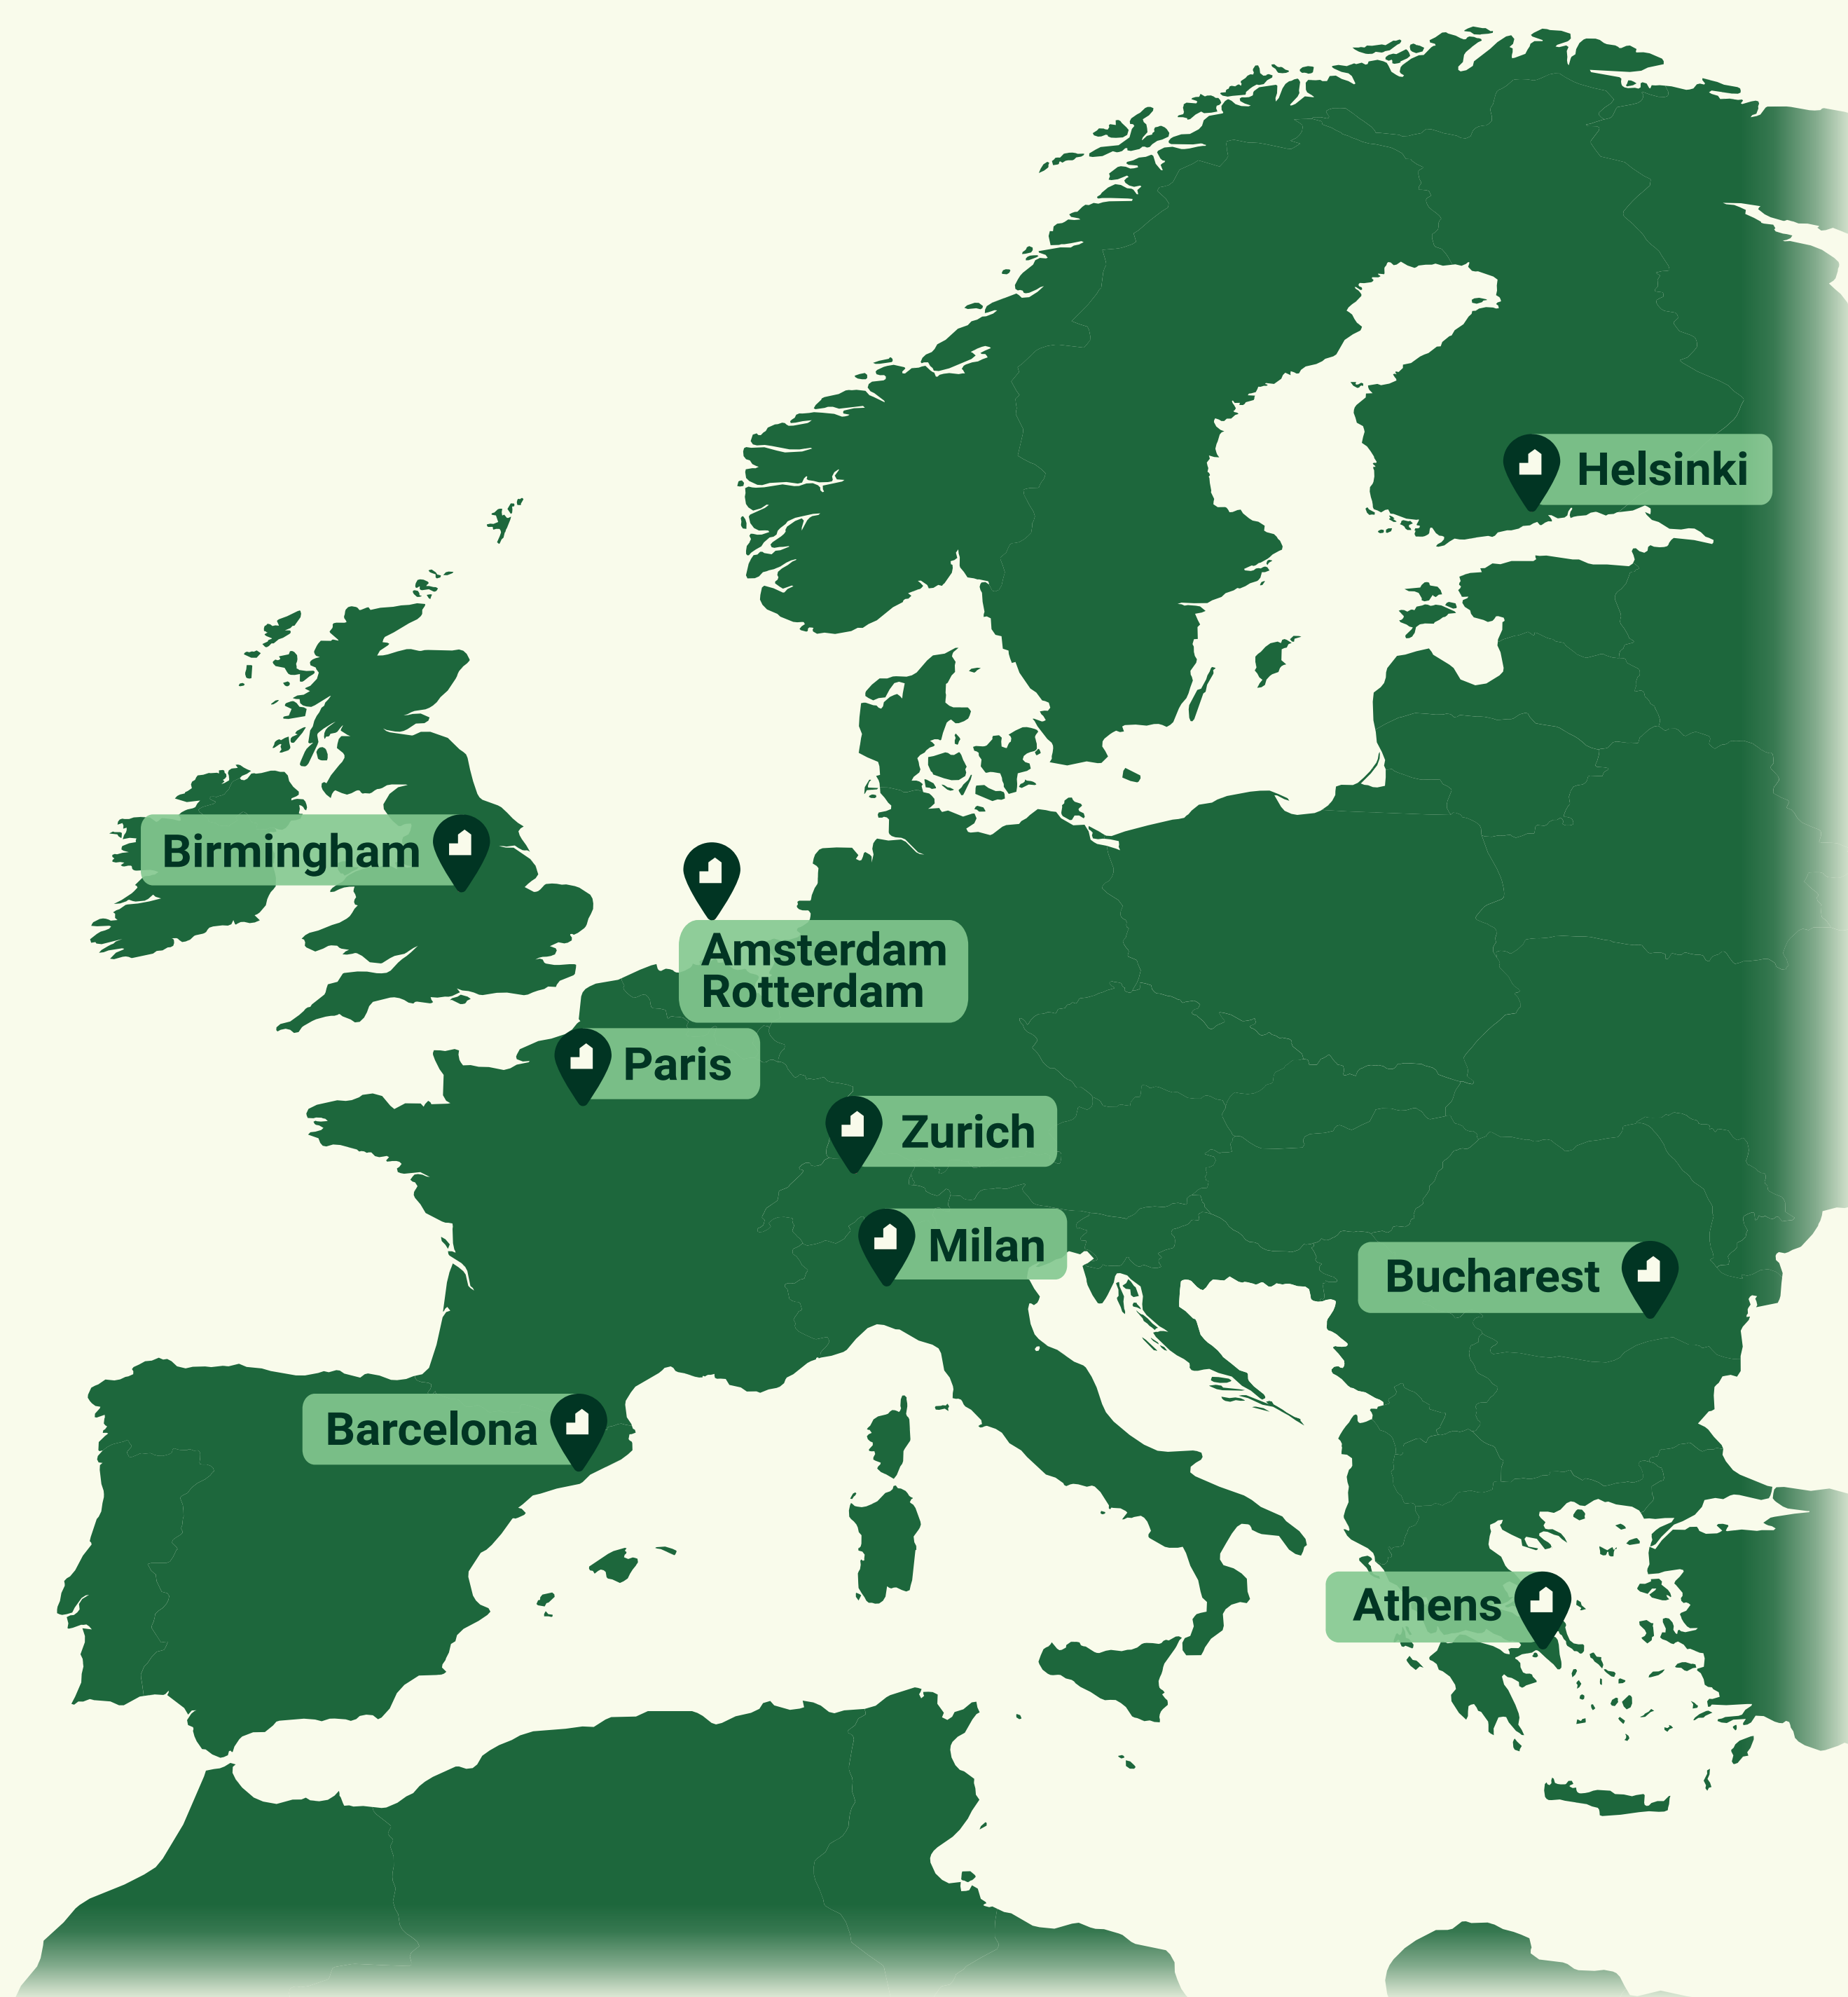 Helsinki
Birmingham
Amsterdam
Rotterdam
Paris
Zurich
Milan
Bucharest
Barcelona
Athens